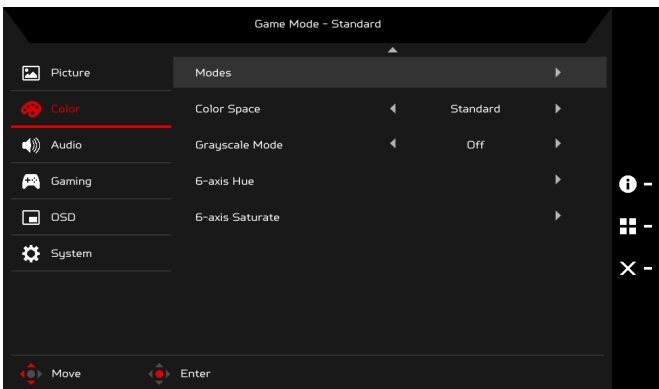 Game Mode - Standard
Picture
Modes
Color
Color Space Standard
Audio
Grayscale Mode Off
Gaming
6-axis Hue
OSD
6-axis Saturate
System
Move Enter